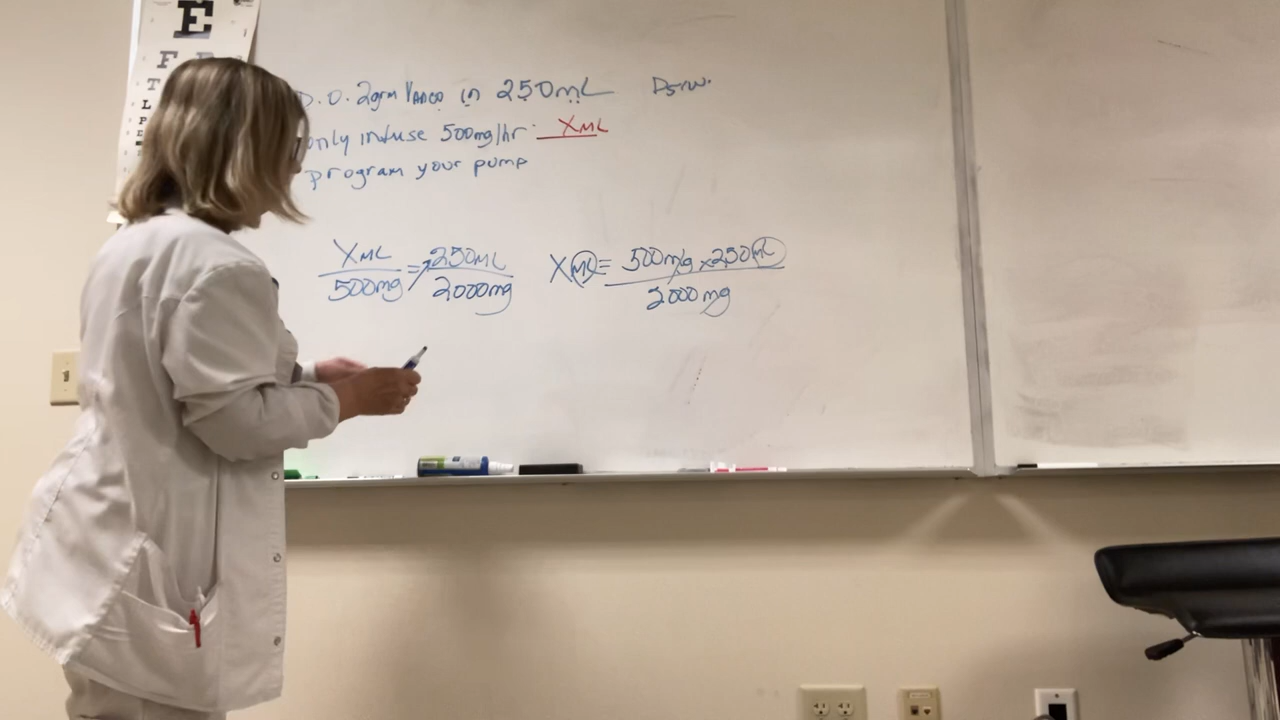 E
F P
T
L
P
D.O. 2grm Vanco in 250mL D5W.
only infuse 500mg/hr. XmL
program your pump
XmL / 500mg = 250mL / 2000mg
XmL = 500mg x 250mL / 2000mg